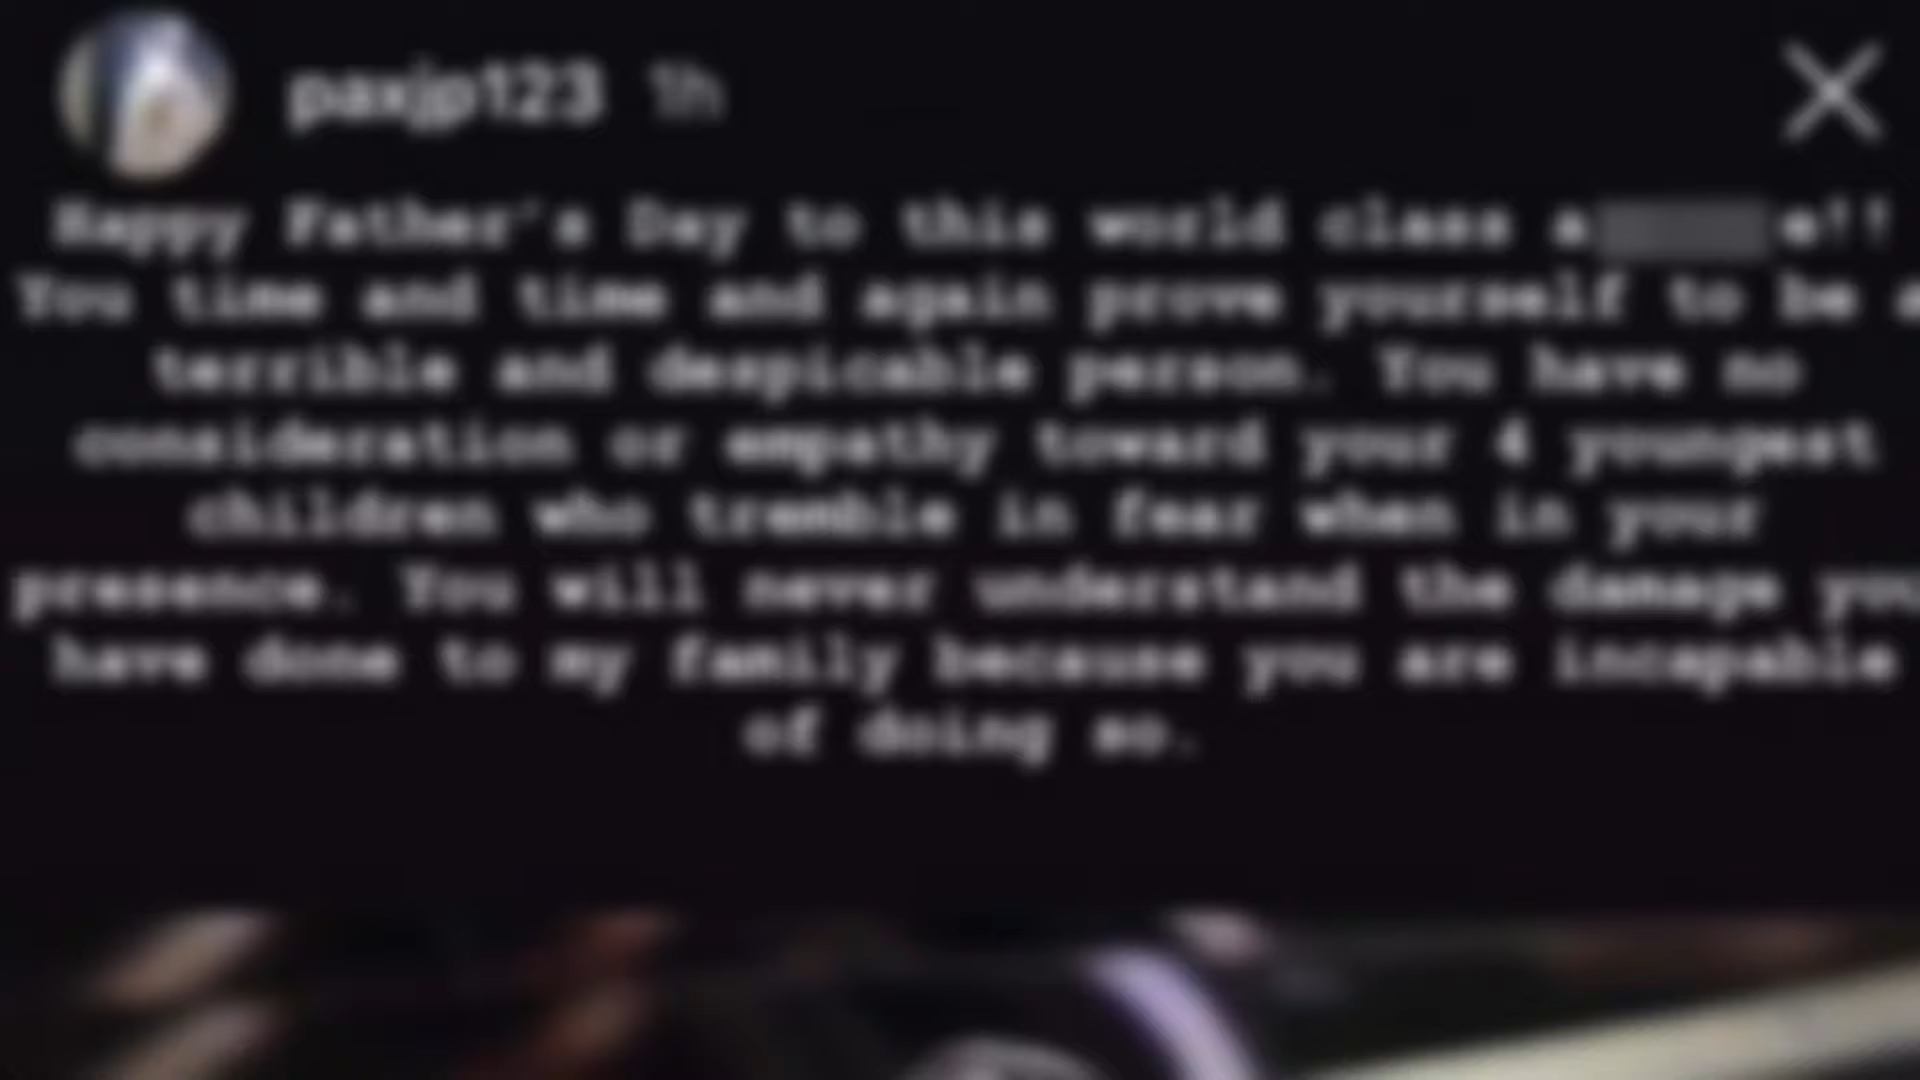 paxjp123 1h
Happy Father's Day to this world class a e!!
You time and time and again prove yourself to be a
terrible and despicable person. You have no
consideration or empathy toward your 4 youngest
children who tremble in fear when in your
presence. You will never understand the damage you
have done to my family because you are incapable
of doing so.